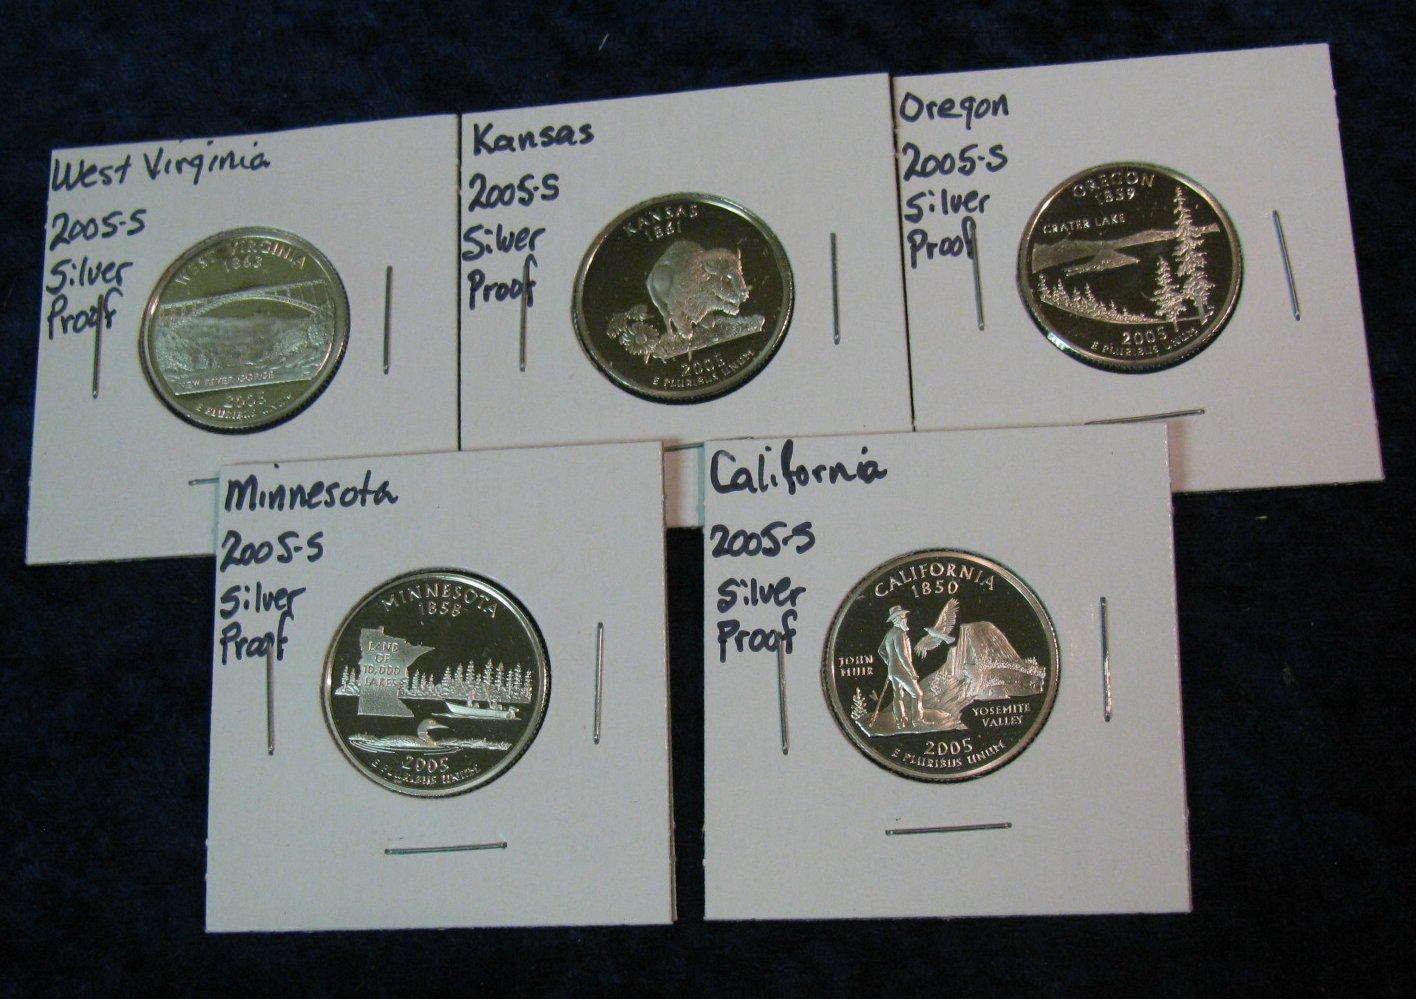 West Virginia
2005-S
Silver
Proof
WEST VIRGINIA
1863
NEW RIVER GORGE
2005
E PLURIBUS UNUM
Kansas
2005-S
Silver
Proof
KANSAS
1861
2005
E PLURIBUS UNUM
Oregon
2005-S
Silver
Proof
OREGON
1859
CRATER LAKE
2005
E PLURIBUS UNUM
Minnesota
2005-S
Silver
Proof
MINNESOTA
1858
LAND
OF
10,000
LAKES
2005
E PLURIBUS UNUM
California
2005-S
Silver
Proof
CALIFORNIA
1850
JOHN
MUIR
YOSEMITE
VALLEY
2005
E PLURIBUS UNUM